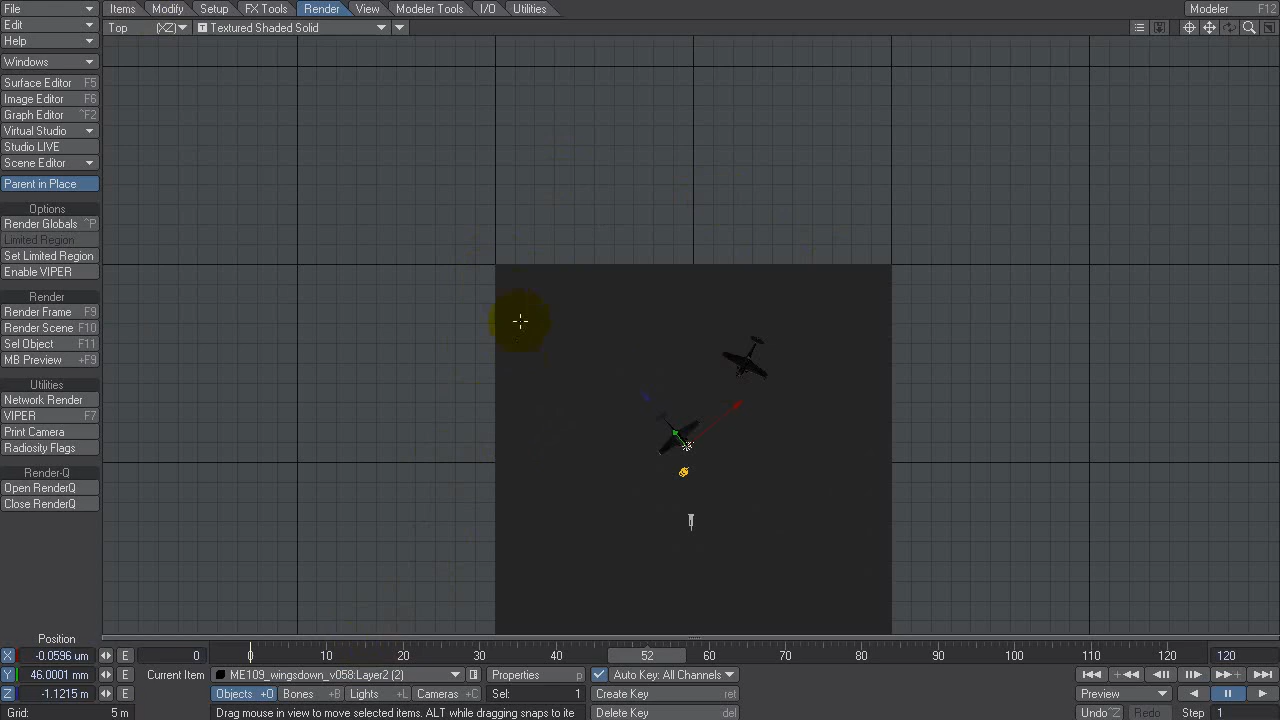 File Items Modify Setup FX Tools Render View Modeler Tools I/O Utilities Modeler F12
Edit Top (XZ) T Textured Shaded Solid
Help
Windows
Surface Editor F5
Image Editor F6
Graph Editor ^F2
Virtual Studio
Studio LIVE
Scene Editor
Parent in Place
Options
Render Globals ^P
Limited Region
Set Limited Region
Enable VIPER
Render
Render Frame F9
Render Scene F10
Sel Object F11
MB Preview +F9
Utilities
Network Render
VIPER F7
Print Camera
Radiosity Flags
Render-Q
Open RenderQ
Close RenderQ
Position
X -0.0596 um E 0 0 10 20 30 40 52 60 70 80 90 100 110 120 120
Y 46.0001 mm E Current Item ME109_wingsdown_v058:Layer2 (2) Properties p Auto Key: All Channels
Z -1.1215 m E Objects +O Bones +B Lights +L Cameras +C Sel: 1 Create Key ret Preview
Grid: 5 m Drag mouse in view to move selected items. ALT while dragging snaps to ite Delete Key del Undo ^Z Redo Step 1